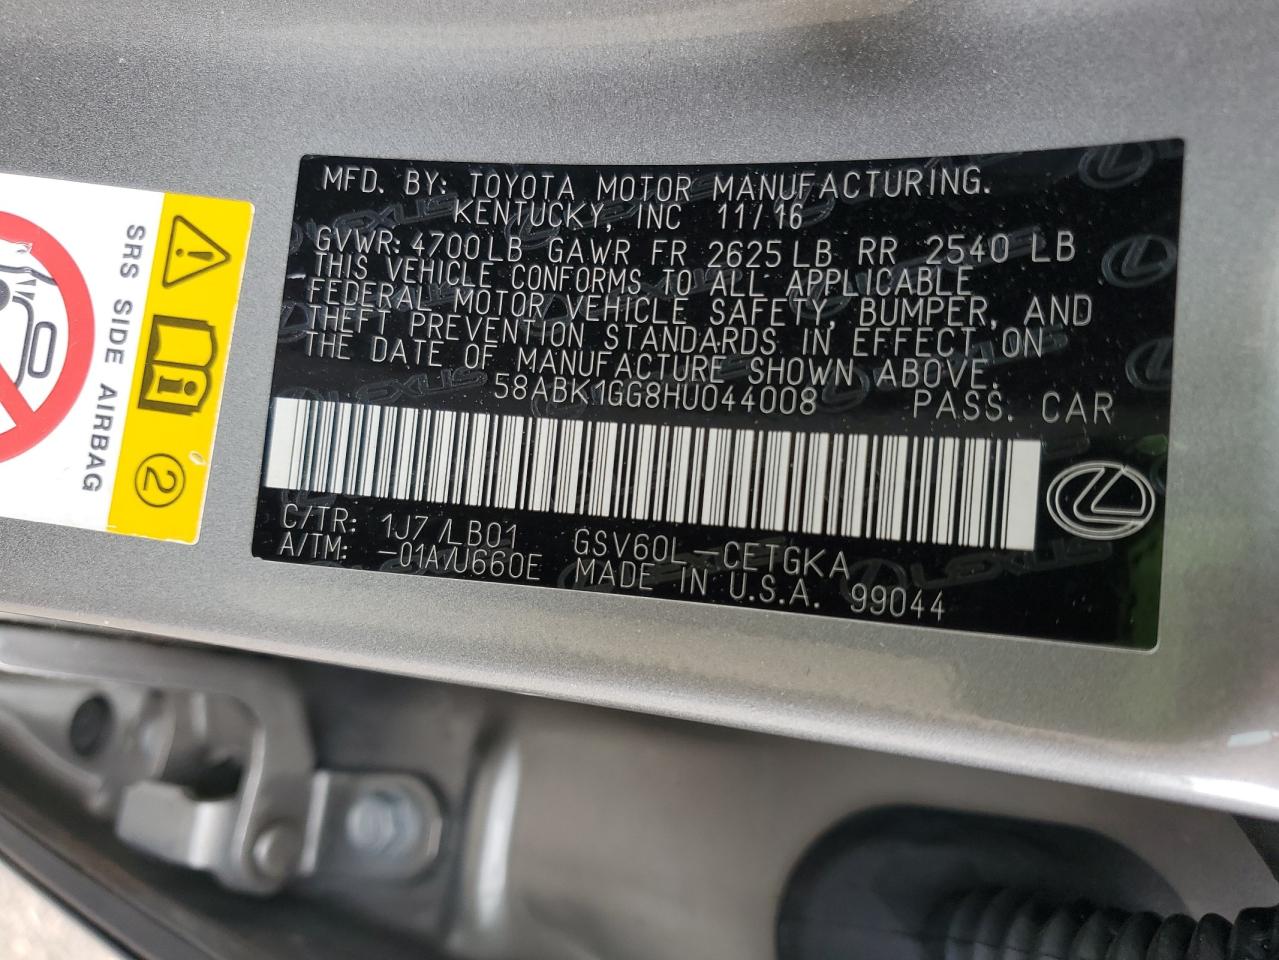 MFD. BY: TOYOTA MOTOR MANUFACTURING.
KENTUCKY, INC 11/16
GVWR: 4700 LB GAWR FR 2625 LB RR 2540 LB
THIS VEHICLE CONFORMS TO ALL APPLICABLE
FEDERAL MOTOR VEHICLE SAFETY, BUMPER, AND
THEFT PREVENTION STANDARDS IN EFFECT ON
THE DATE OF MANUFACTURE SHOWN ABOVE.
58ABK1GG8HU044008 PASS. CAR
C/TR: 1J7 /LB01 GSV60L-CETGKA
A/TM: -01A/U660E MADE IN U.S.A. 99044
SRS SIDE AIRBAG
2